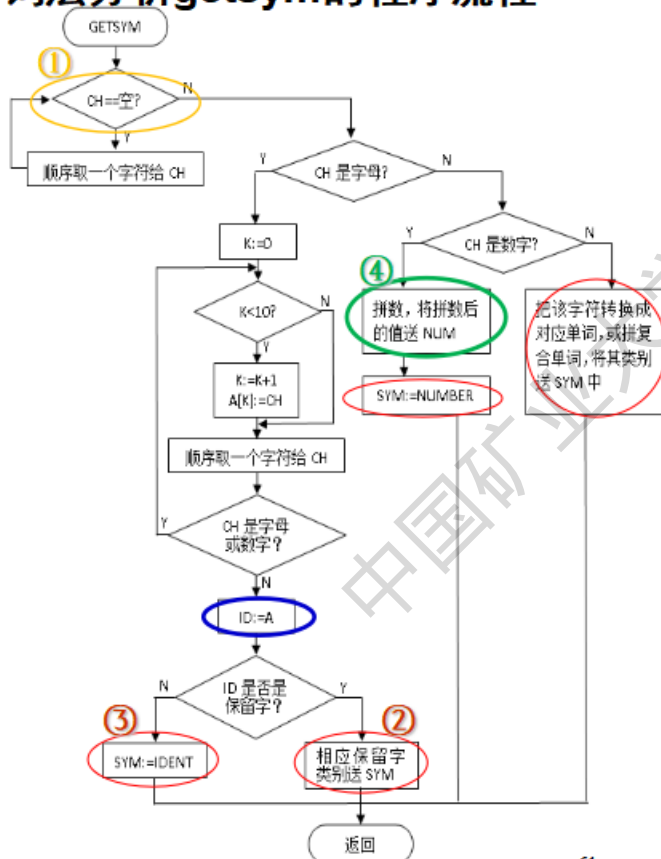 GETSYM
①
CH==空?
N
Y
顺序取一个字符给 CH
CH 是字母?
Y
N
K:=0
CH 是数字?
Y
N
④
K<10?
N
Y
拼数，将拼数后
的值送 NUM
把该字符转换成
对应单词,或拼复
合单词,将其类别
送 SYM 中
K:=K+1
A[K]:=CH
SYM:=NUMBER
顺序取一个字符给 CH
CH 是字母
或数字?
Y
N
ID:=A
ID 是否是
保留字?
N
Y
③
②
SYM:=IDENT
相应保留字
类别送 SYM
返回
中国矿业大